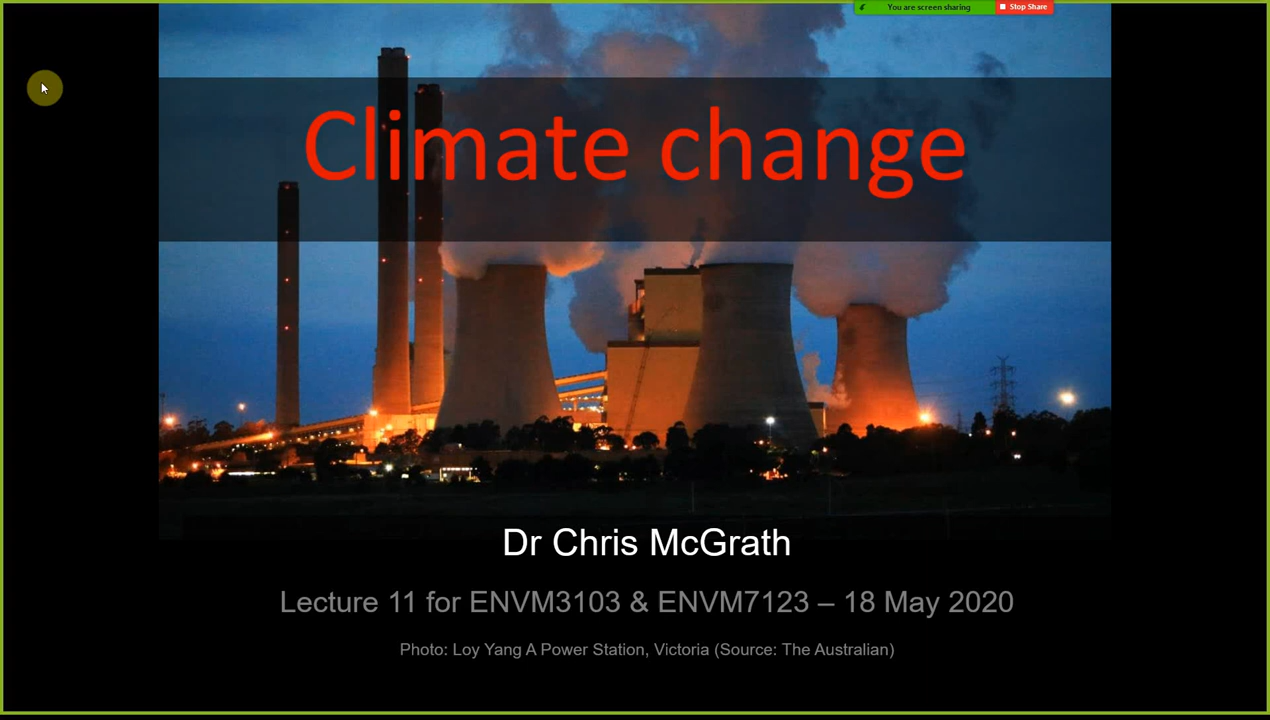 You are screen sharing Stop Share
Climate change
Dr Chris McGrath
Lecture 11 for ENVM3103 & ENVM7123 – 18 May 2020
Photo: Loy Yang A Power Station, Victoria (Source: The Australian)